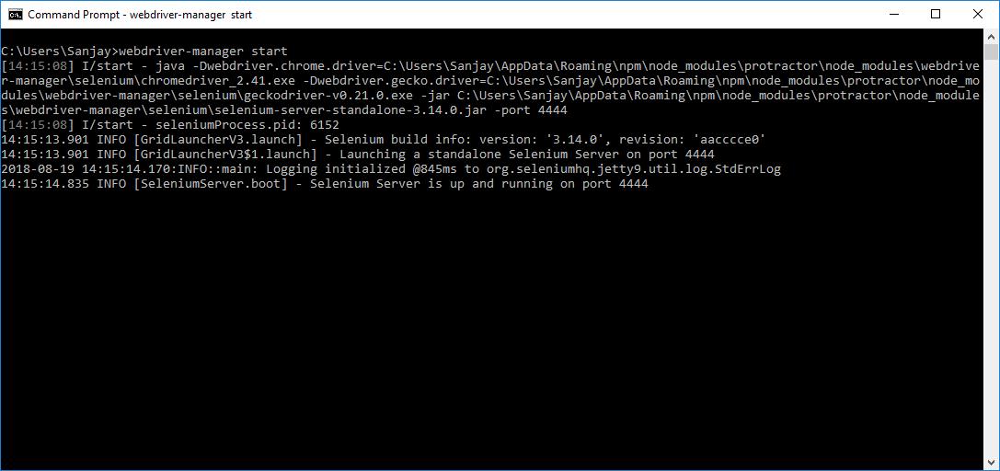 Command Prompt - webdriver-manager start
C:\Users\Sanjay>webdriver-manager start
[14:15:08] I/start - java -Dwebdriver.chrome.driver=C:\Users\Sanjay\AppData\Roaming\npm\node_modules\protractor\node_modules\webdrive
r-manager\selenium\chromedriver_2.41.exe -Dwebdriver.gecko.driver=C:\Users\Sanjay\AppData\Roaming\npm\node_modules\protractor\node_mo
dules\webdriver-manager\selenium\geckodriver-v0.21.0.exe -jar C:\Users\Sanjay\AppData\Roaming\npm\node_modules\protractor\node_module
s\webdriver-manager\selenium\selenium-server-standalone-3.14.0.jar -port 4444
[14:15:08] I/start - seleniumProcess.pid: 6152
14:15:13.901 INFO [GridLauncherV3.launch] - Selenium build info: version: '3.14.0', revision: 'aacccce0'
14:15:13.901 INFO [GridLauncherV3$1.launch] - Launching a standalone Selenium Server on port 4444
2018-08-19 14:15:14.170:INFO::main: Logging initialized @845ms to org.seleniumhq.jetty9.util.log.StdErrLog
14:15:14.835 INFO [SeleniumServer.boot] - Selenium Server is up and running on port 4444